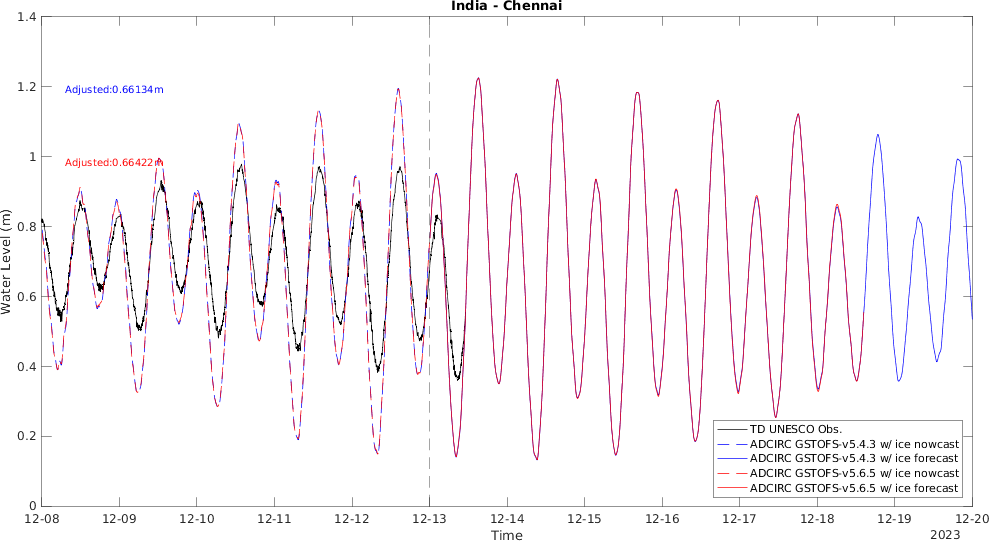 India - Chennai
1.4
1.2
1
0.8
0.6
0.4
0.2
0
Water Level (m)
Adjusted:0.66134m
Adjusted:0.66422m
TD UNESCO Obs.
ADCIRC GSTOFS-v5.4.3 w/ ice nowcast
ADCIRC GSTOFS-v5.4.3 w/ ice forecast
ADCIRC GSTOFS-v5.6.5 w/ ice nowcast
ADCIRC GSTOFS-v5.6.5 w/ ice forecast
12-08 12-09 12-10 12-11 12-12 12-13 12-14 12-15 12-16 12-17 12-18 12-19 12-20
Time
2023